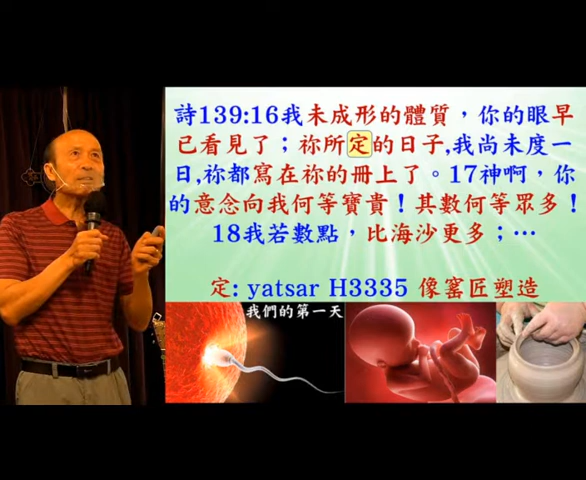 詩139:16我未成形的體質，你的眼早
已看見了；祢所定的日子,我尚未度一
日,祢都寫在祢的冊上了。17神啊，你
的意念向我何等寶貴！其數何等眾多！
18我若數點，比海沙更多；…
定: yatsar H3335 像窰匠塑造
我們的第一天